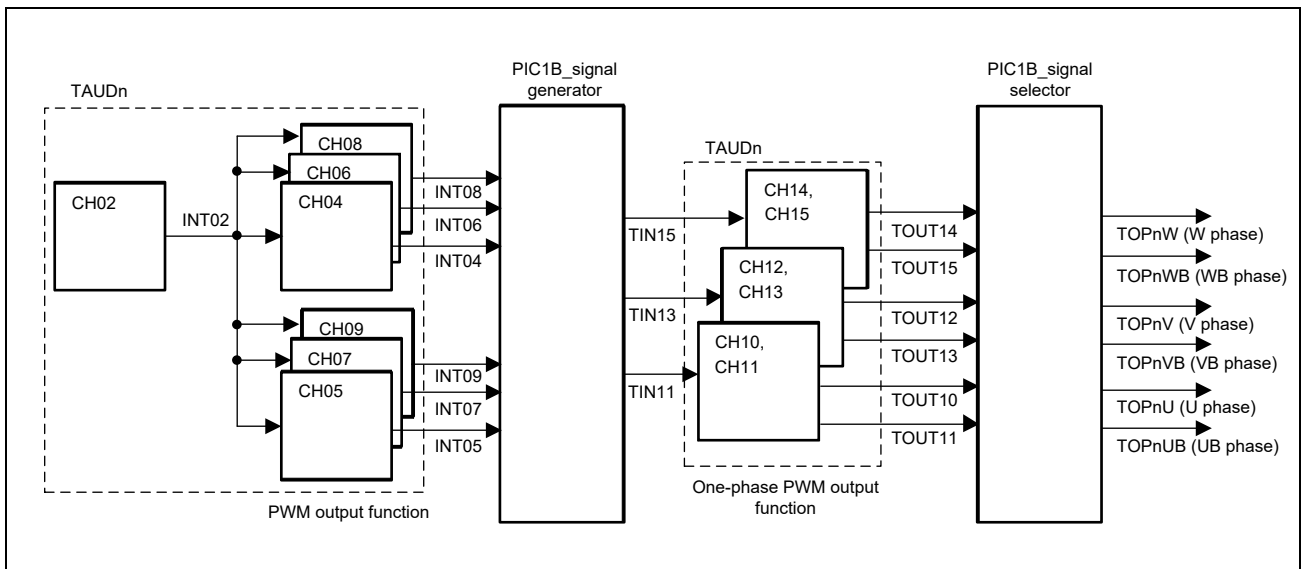 TAUDn
CH02
INT02
CH08
CH06
CH04
CH09
CH07
CH05
INT08
INT06
INT04
INT09
INT07
INT05
PWM output function
PIC1B_signal
generator
TIN15
TIN13
TIN11
TAUDn
CH14,
CH15
CH12,
CH13
CH10,
CH11
One-phase PWM output
function
TOUT14
TOUT15
TOUT12
TOUT13
TOUT10
TOUT11
PIC1B_signal
selector
TOPnW (W phase)
TOPnWB (WB phase)
TOPnV (V phase)
TOPnVB (VB phase)
TOPnU (U phase)
TOPnUB (UB phase)